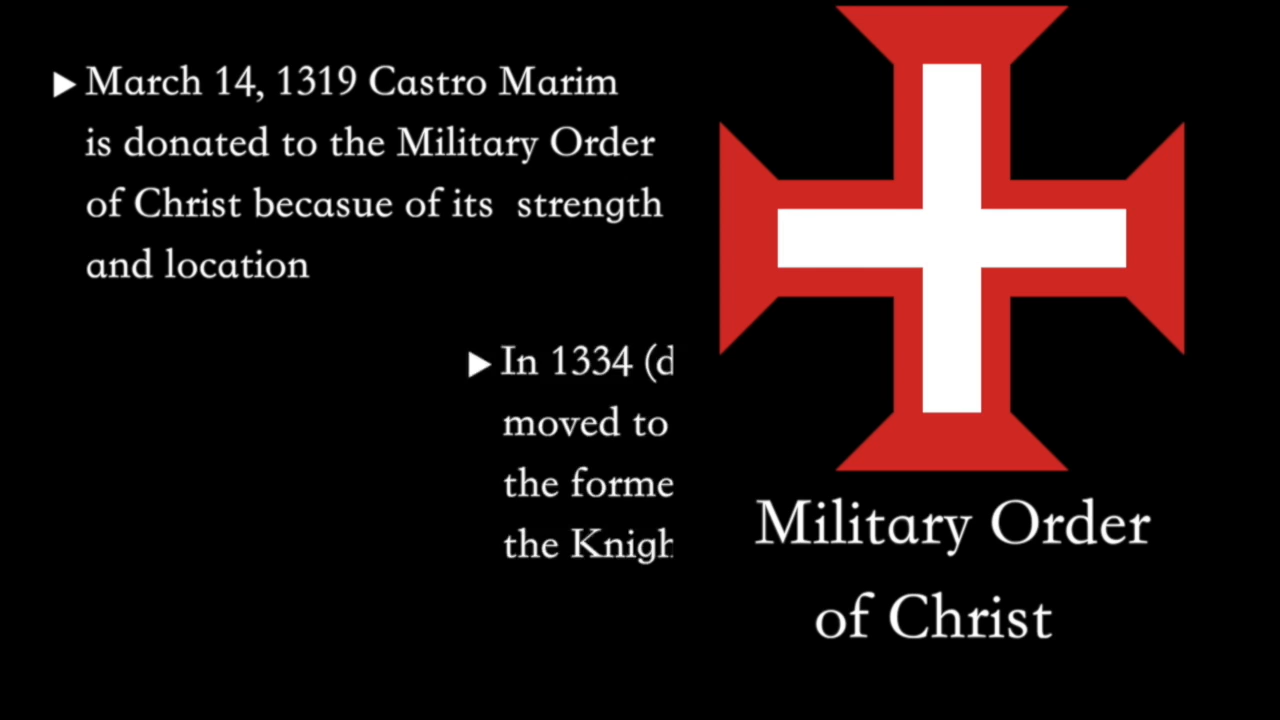 March 14, 1319 Castro Marim
is donated to the Military Order
of Christ becasue of its strength
and location
In 1334 (d
moved to
the forme
the Knigh
Military Order
of Christ